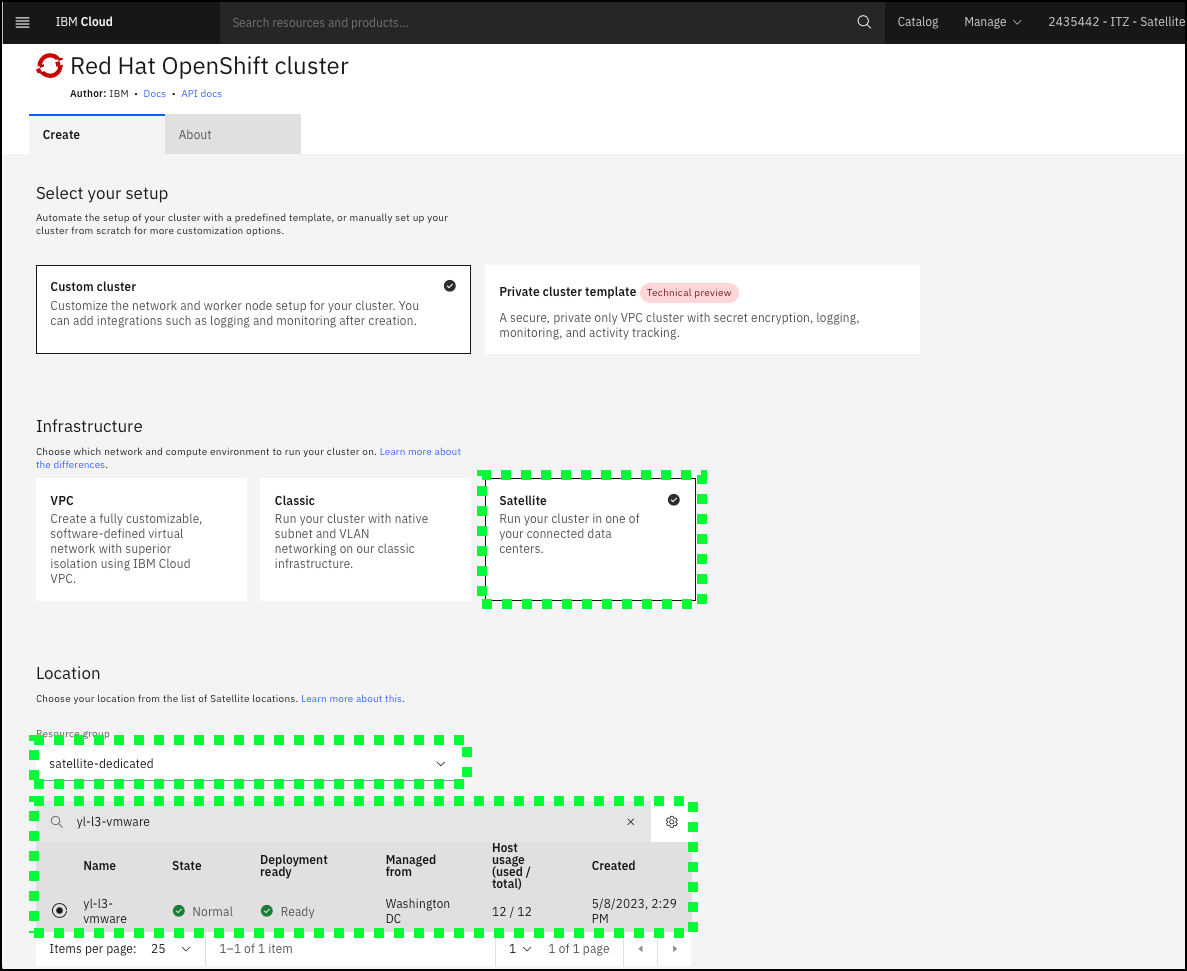 IBM Cloud
Search resources and products...
Catalog
Manage
2435442 - ITZ - Satellite
Red Hat OpenShift cluster
Author: IBM • Docs • API docs
Create
About
Select your setup
Automate the setup of your cluster with a predefined template, or manually set up your
cluster from scratch for more customization options.
Custom cluster
Customize the network and worker node setup for your cluster. You
can add integrations such as logging and monitoring after creation.
Private cluster template Technical preview
A secure, private only VPC cluster with secret encryption, logging,
monitoring, and activity tracking.
Infrastructure
Choose which network and compute environment to run your cluster on. Learn more about
the differences.
VPC
Create a fully customizable,
software-defined virtual
network with superior
isolation using IBM Cloud
VPC.
Classic
Run your cluster with native
subnet and VLAN
networking on our classic
infrastructure.
Satellite
Run your cluster in one of
your connected data
centers.
Location
Choose your location from the list of Satellite locations. Learn more about this.
Resource group
satellite-dedicated
yl-l3-vmware
Name
State
Deployment
ready
Managed
from
Host
usage
(used /
total)
Created
yl-l3-
vmware
Normal
Ready
Washington
DC
12 / 12
5/8/2023, 2:29
PM
Items per page: 25
1–1 of 1 item
1
1 of 1 page